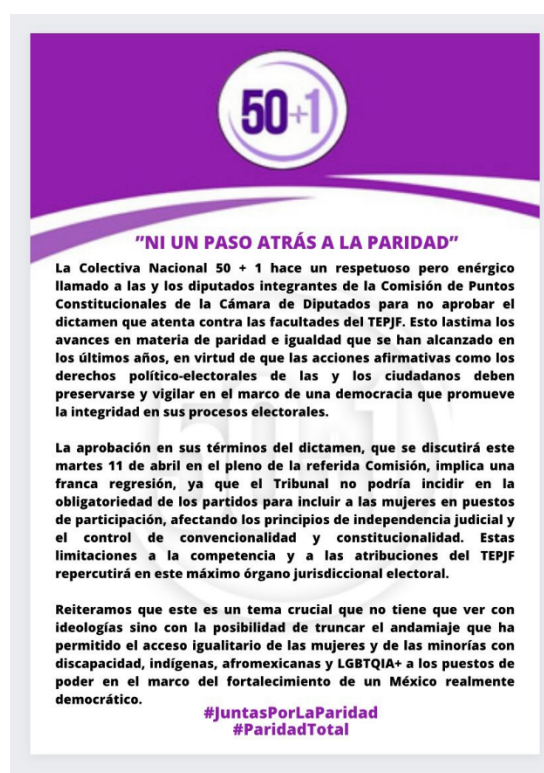 50+1
”NI UN PASO ATRÁS A LA PARIDAD”
La Colectiva Nacional 50 + 1 hace un respetuoso pero enérgico
llamado a las y los diputados integrantes de la Comisión de Puntos
Constitucionales de la Cámara de Diputados para no aprobar el
dictamen que atenta contra las facultades del TEPJF. Esto lastima los
avances en materia de paridad e igualdad que se han alcanzado en
los últimos años, en virtud de que las acciones afirmativas como los
derechos político-electorales de las y los ciudadanos deben
preservarse y vigilar en el marco de una democracia que promueve
la integridad en sus procesos electorales.
La aprobación en sus términos del dictamen, que se discutirá este
martes 11 de abril en el pleno de la referida Comisión, implica una
franca regresión, ya que el Tribunal no podría incidir en la
obligatoriedad de los partidos para incluir a las mujeres en puestos
de participación, afectando los principios de independencia judicial y
el control de convencionalidad y constitucionalidad. Estas
limitaciones a la competencia y a las atribuciones del TEPJF
repercutirá en este máximo órgano jurisdiccional electoral.
Reiteramos que este es un tema crucial que no tiene que ver con
ideologías sino con la posibilidad de truncar el andamiaje que ha
permitido el acceso igualitario de las mujeres y de las minorías con
discapacidad, indígenas, afromexicanas y LGBTQIA+ a los puestos de
poder en el marco del fortalecimiento de un México realmente
democrático.
#JuntasPorLaParidad
#ParidadTotal